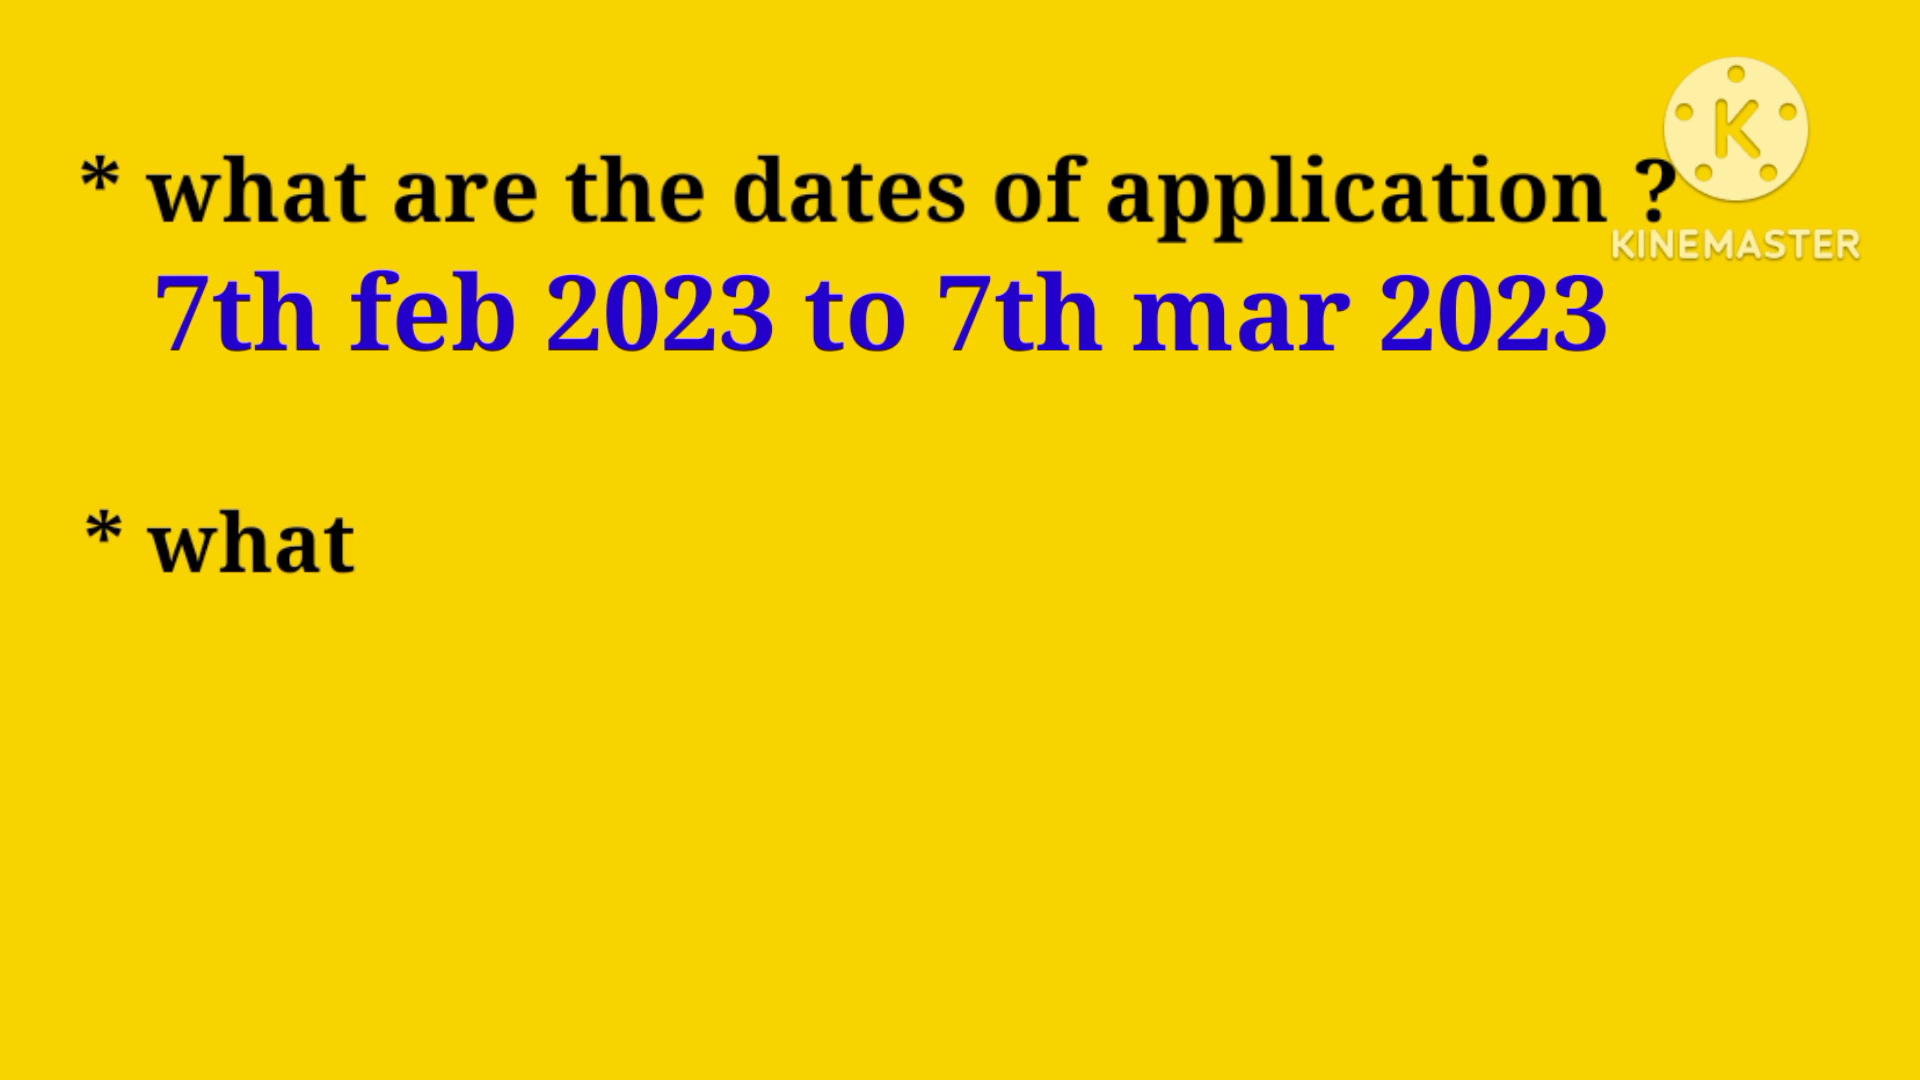 * what are the dates of application ?
7th feb 2023 to 7th mar 2023
* what
K
KINEMASTER